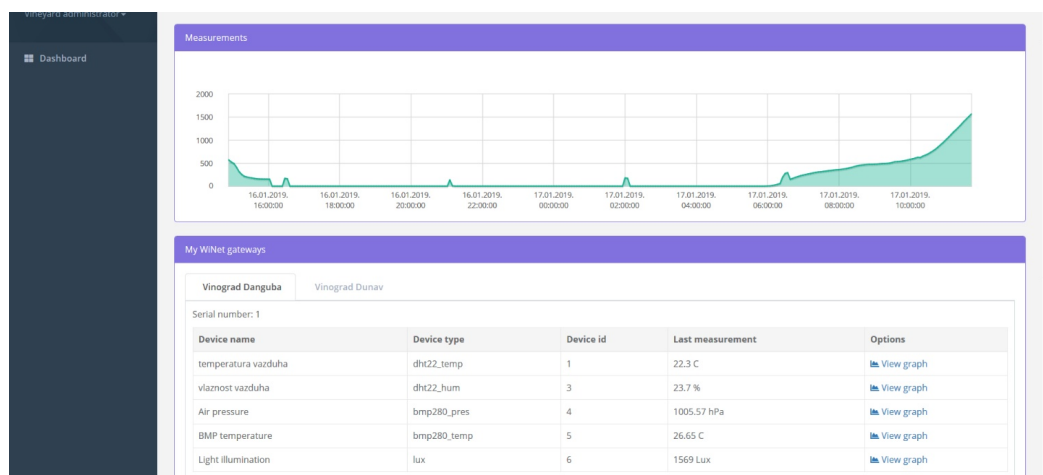 Vineyard administrator
Dashboard
Measurements
2000
1500
1000
500
0
16.01.2019. 16.01.2019. 16.01.2019. 16.01.2019. 17.01.2019. 17.01.2019. 17.01.2019. 17.01.2019. 17.01.2019. 17.01.2019.
16:00:00 18:00:00 20:00:00 22:00:00 00:00:00 02:00:00 04:00:00 06:00:00 08:00:00 10:00:00
My WiNet gateways
Vinograd Danguba Vinograd Dunav
Serial number: 1
Device name Device type Device id Last measurement Options
temperatura vazduha dht22_temp 1 22.3 C View graph
vlaznost vazduha dht22_hum 3 23.7 % View graph
Air pressure bmp280_pres 4 1005.57 hPa View graph
BMP temperature bmp280_temp 5 26.65 C View graph
Light illumination lux 6 1569 Lux View graph